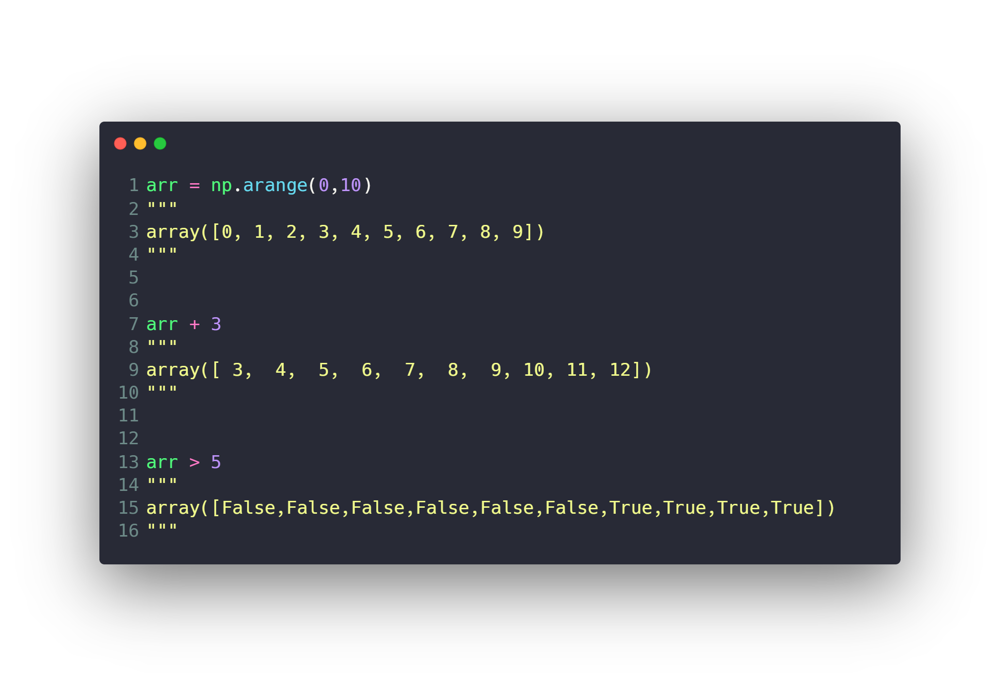 1 arr = np.arange(0,10)
2 """
3 array([0, 1, 2, 3, 4, 5, 6, 7, 8, 9])
4 """
5
6
7 arr + 3
8 """
9 array([ 3,  4,  5,  6,  7,  8,  9, 10, 11, 12])
10 """
11
12
13 arr > 5
14 """
15 array([False,False,False,False,False,False,True,True,True,True])
16 """